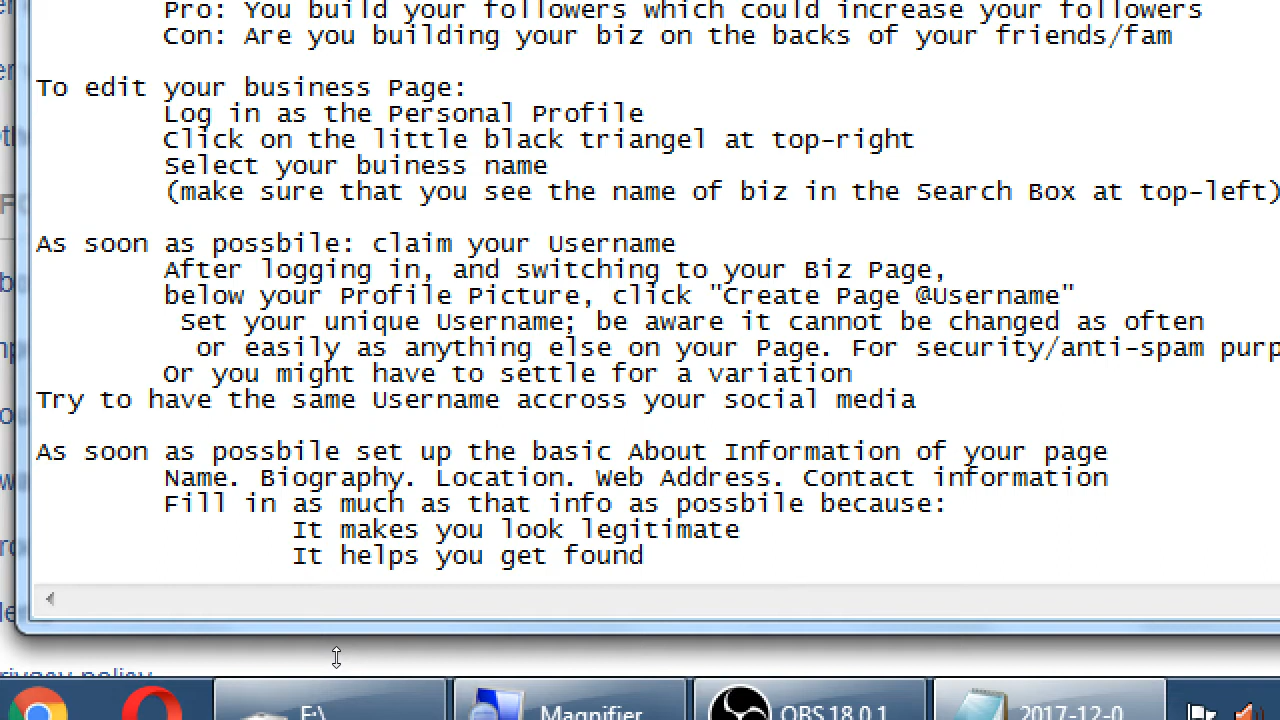 Pro: You build your followers which could increase your followers
Con: Are you building your biz on the backs of your friends/fam
To edit your business Page:
Log in as the Personal Profile
Click on the little black triangel at top-right
Select your business name
(make sure that you see the name of biz in the Search Box at top-left)
As soon as possbile: claim your Username
After logging in, and switching to your Biz Page,
below your Profile Picture, click "Create Page @Username"
Set your unique Username; be aware it cannot be changed as often
or easily as anything else on your Page. For security/anti-spam purp
Or you might have to settle for a variation
Try to have the same Username accross your social media
As soon as possbile set up the basic About Information of your page
Name. Biography. Location. Web Address. Contact information
Fill in as much as that info as possbile because:
It makes you look legitimate
It helps you get found
privacy policy
F:\ Magnifier OBS 18.0.1 2017-12-0